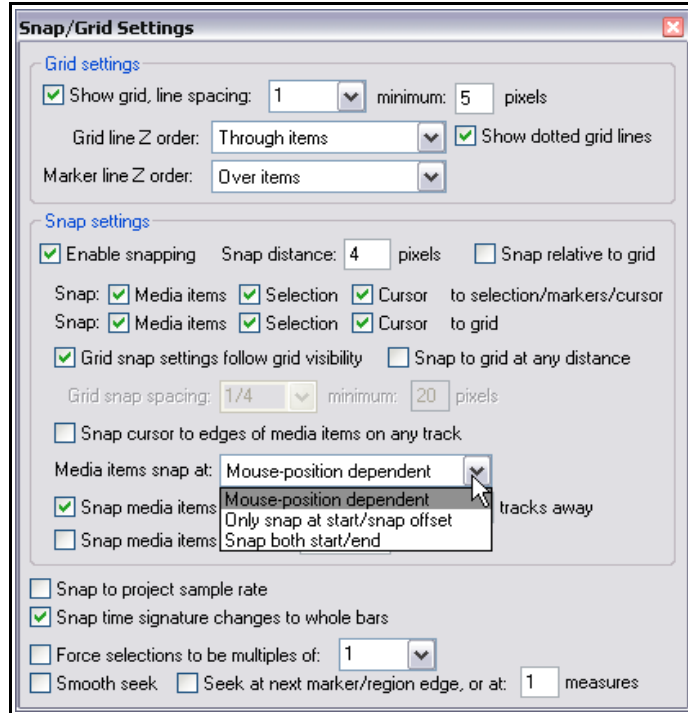 Snap/Grid Settings
Grid settings
Show grid, line spacing: 1 minimum: 5 pixels
Grid line Z order: Through items Show dotted grid lines
Marker line Z order: Over items
Snap settings
Enable snapping Snap distance: 4 pixels Snap relative to grid
Snap: Media items Selection Cursor to selection/markers/cursor
Snap: Media items Selection Cursor to grid
Grid snap settings follow grid visibility Snap to grid at any distance
Grid snap spacing: 1/4 minimum: 20 pixels
Snap cursor to edges of media items on any track
Media items snap at: Mouse-position dependent
Mouse-position dependent
Snap media items tracks away
Only snap at start/snap offset
Snap both start/end
Snap media items
Snap to project sample rate
Snap time signature changes to whole bars
Force selections to be multiples of: 1
Smooth seek Seek at next marker/region edge, or at: 1 measures